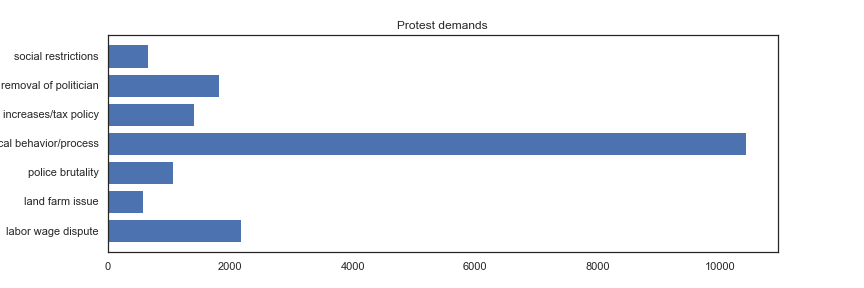 Protest demands
social restrictions
removal of politician
increases/tax policy
behavior/process
police brutality
land farm issue
labor wage dispute
0 2000 4000 6000 8000 10000